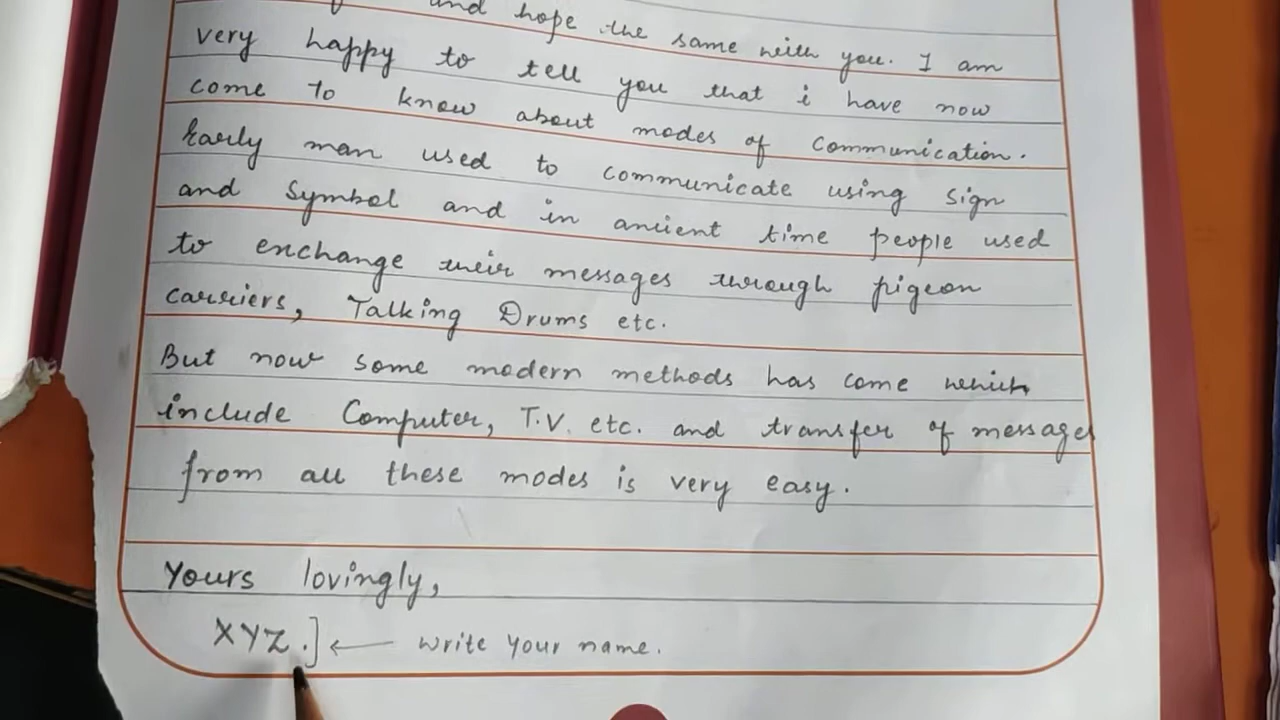 and hope the same with you. I am
very happy to tell you that i have now
come to know about modes of Communication.
Early man used to communicate using sign
and Symbol and in ancient time people used
to exchange their messages through pigeon
carriers, Talking Drums etc.
But now some modern methods has come which
include Computer, T.V. etc. and transfer of message
from all these modes is very easy.
Yours lovingly,
XYZ.] ← Write your name.